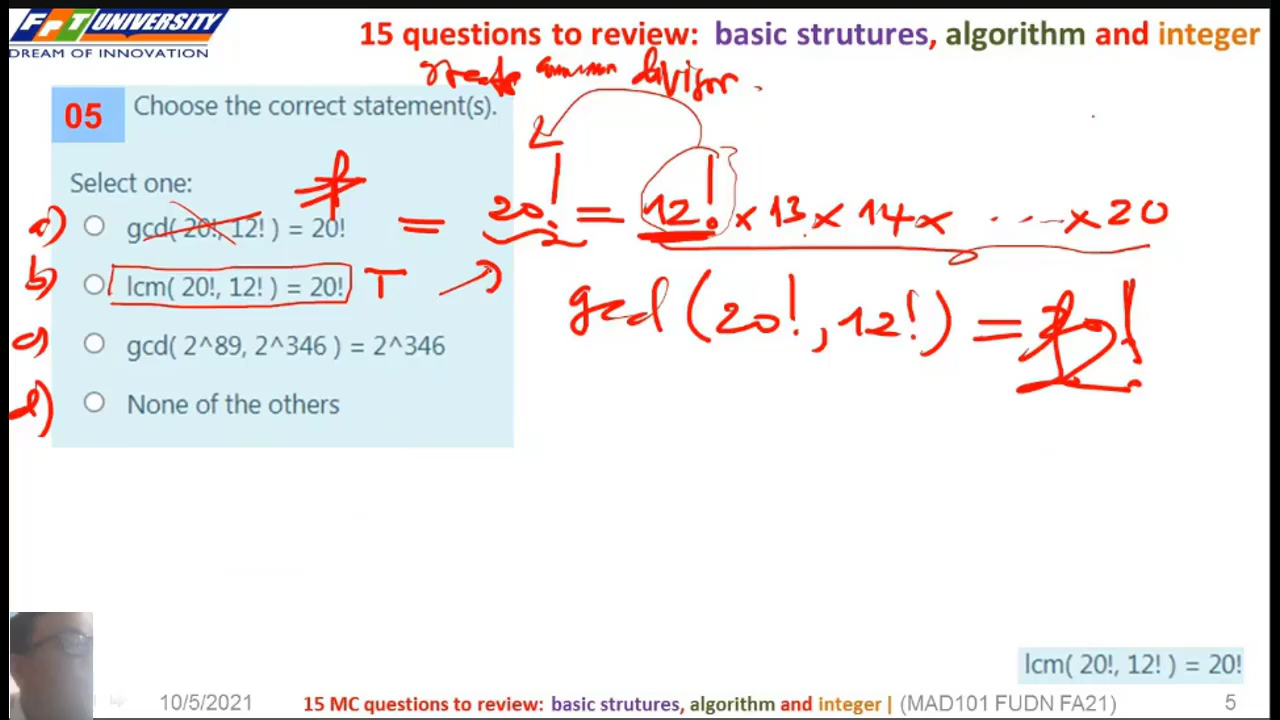 FPT UNIVERSITY
DREAM OF INNOVATION
15 questions to review: basic strutures, algorithm and integer
common divisor.
05 Choose the correct statement(s).
Select one:
a) gcd( 20!, 12! ) = 20!
= 20! = 12! × 13 × 14 × ... × 20
b) lcm( 20!, 12! ) = 20! T
gcd (20!, 12!) = 20!
c) gcd( 2^89, 2^346 ) = 2^346
d) None of the others
lcm( 20!, 12! ) = 20!
10/5/2021 15 MC questions to review: basic strutures, algorithm and integer | (MAD101 FUDN FA21) 5